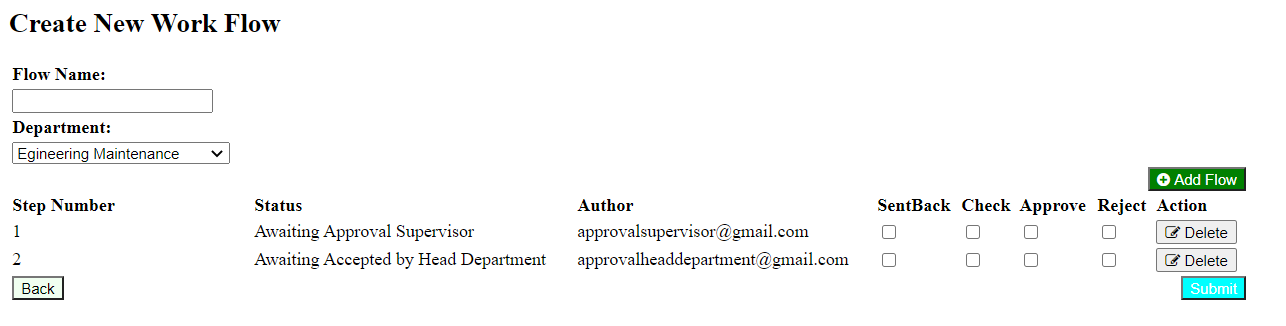 Create New Work Flow
Flow Name:
Department:
Egineering Maintenance
Add Flow
Step Number Status Author SentBack Check Approve Reject Action
1 Awaiting Approval Supervisor approvalsupervisor@gmail.com Delete
2 Awaiting Accepted by Head Department approvalheaddepartment@gmail.com Delete
Back Submit